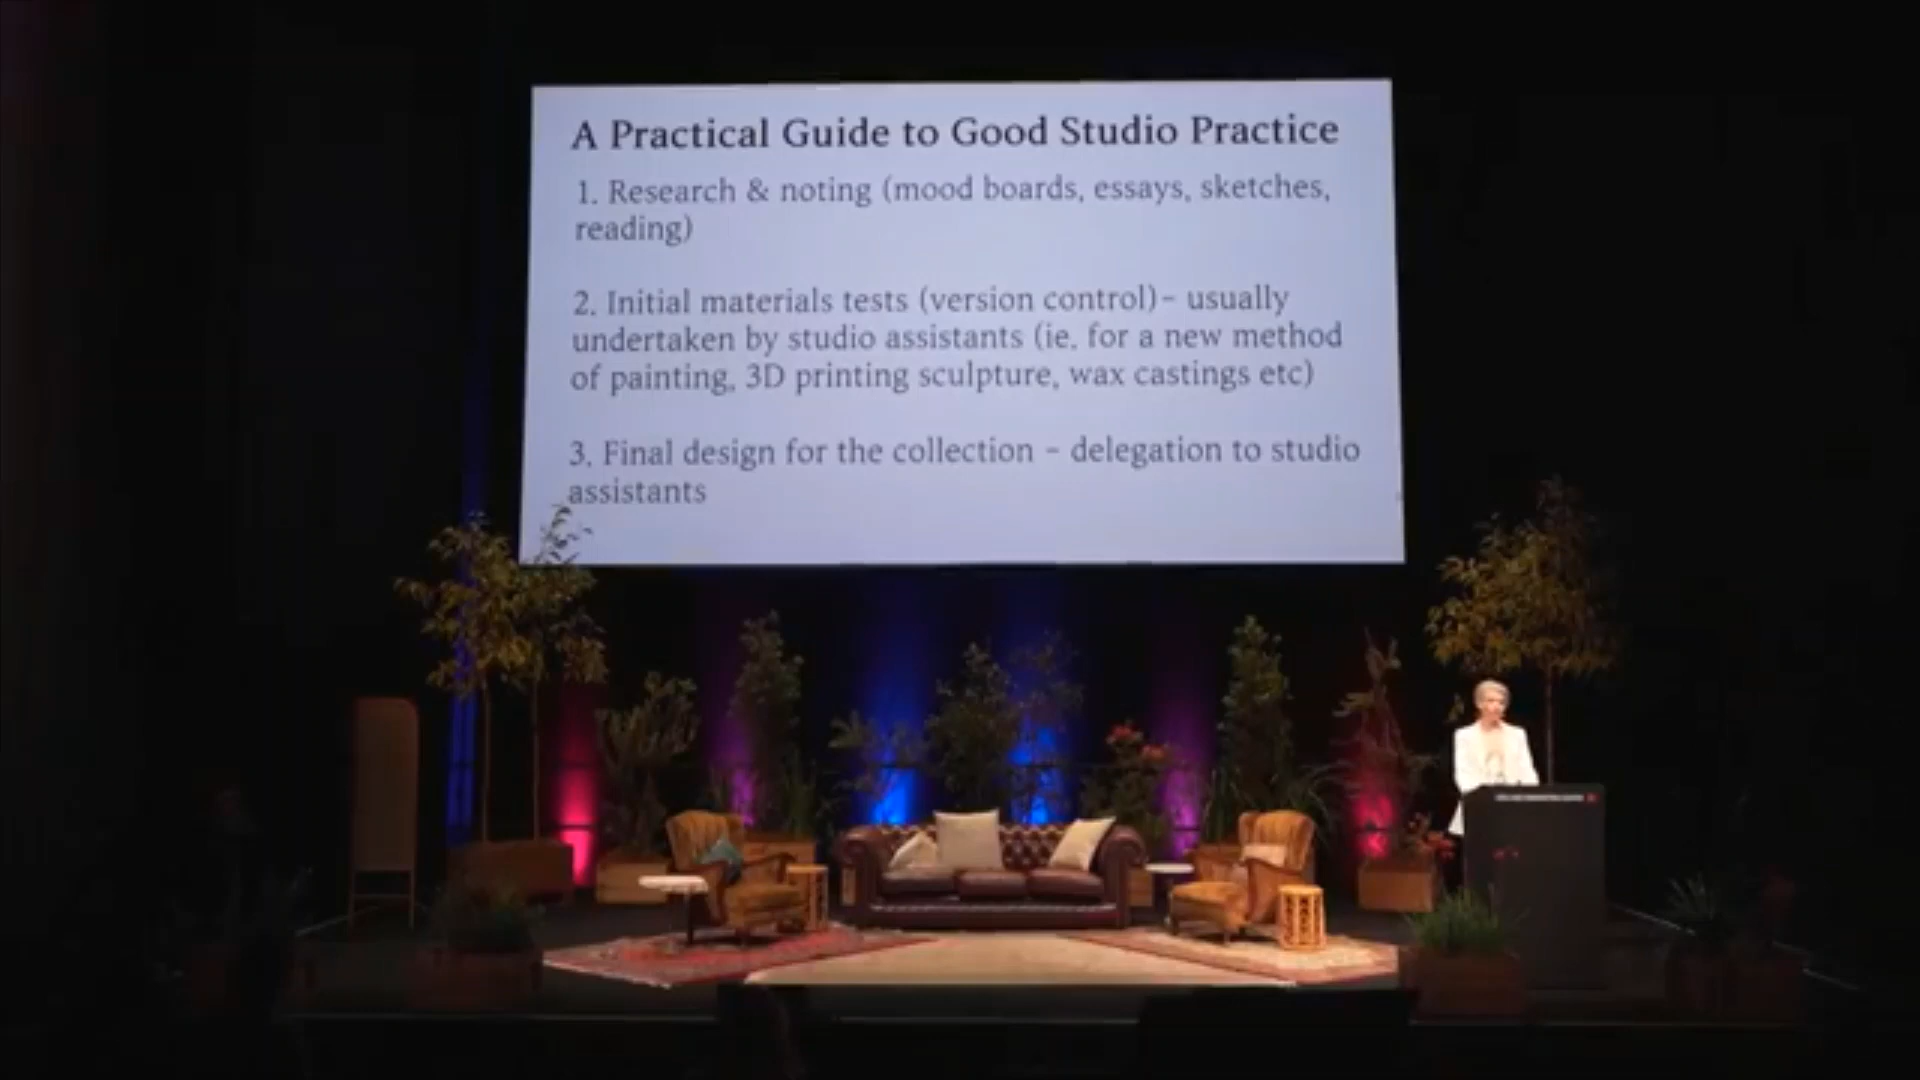 A Practical Guide to Good Studio Practice
1. Research & noting (mood boards, essays, sketches,
reading)
2. Initial materials tests (version control)- usually
undertaken by studio assistants (ie. for a new method
of painting, 3D printing sculpture, wax castings etc)
3. Final design for the collection - delegation to studio
assistants